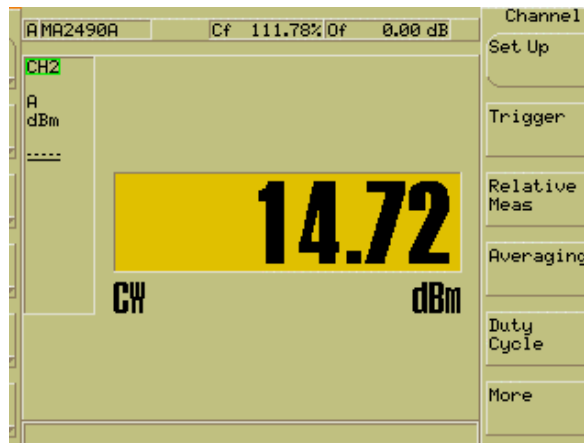 A MA2490A Cf 111.78% Of 0.00 dB
CH2
A
dBm
-----
14.72
CW dBm
Channel
Set Up
Trigger
Relative
Meas
Averaging
Duty
Cycle
More